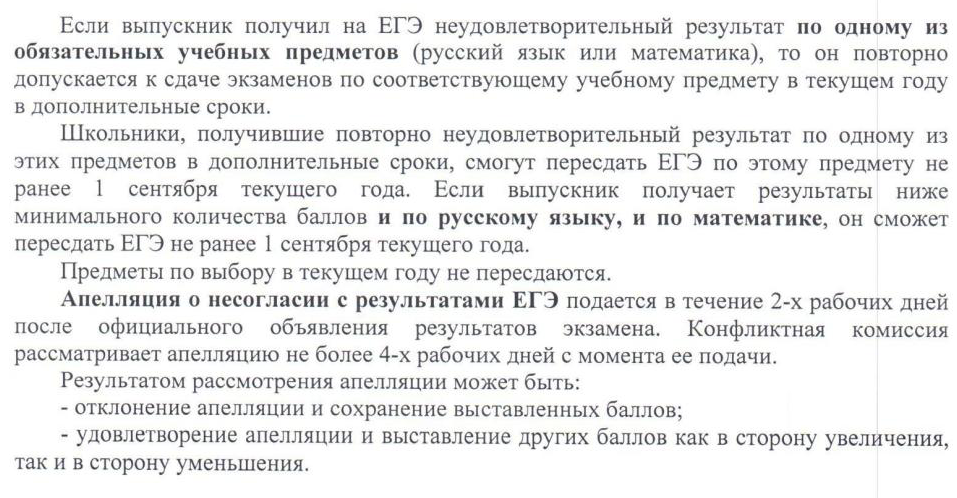 Если выпускник получил на ЕГЭ неудовлетворительный результат по одному из
обязательных учебных предметов (русский язык или математика), то он повторно
допускается к сдаче экзаменов по соответствующему учебному предмету в текущем году
в дополнительные сроки.
Школьники, получившие повторно неудовлетворительный результат по одному из
этих предметов в дополнительные сроки, смогут пересдать ЕГЭ по этому предмету не
ранее 1 сентября текущего года. Если выпускник получает результаты ниже
минимального количества баллов и по русскому языку, и по математике, он сможет
пересдать ЕГЭ не ранее 1 сентября текущего года.
Предметы по выбору в текущем году не пересдаются.
Апелляция о несогласии с результатами ЕГЭ подается в течение 2-х рабочих дней
после официального объявления результатов экзамена. Конфликтная комиссия
рассматривает апелляцию не более 4-х рабочих дней с момента ее подачи.
Результатом рассмотрения апелляции может быть:
- отклонение апелляции и сохранение выставленных баллов;
- удовлетворение апелляции и выставление других баллов как в сторону увеличения,
так и в сторону уменьшения.